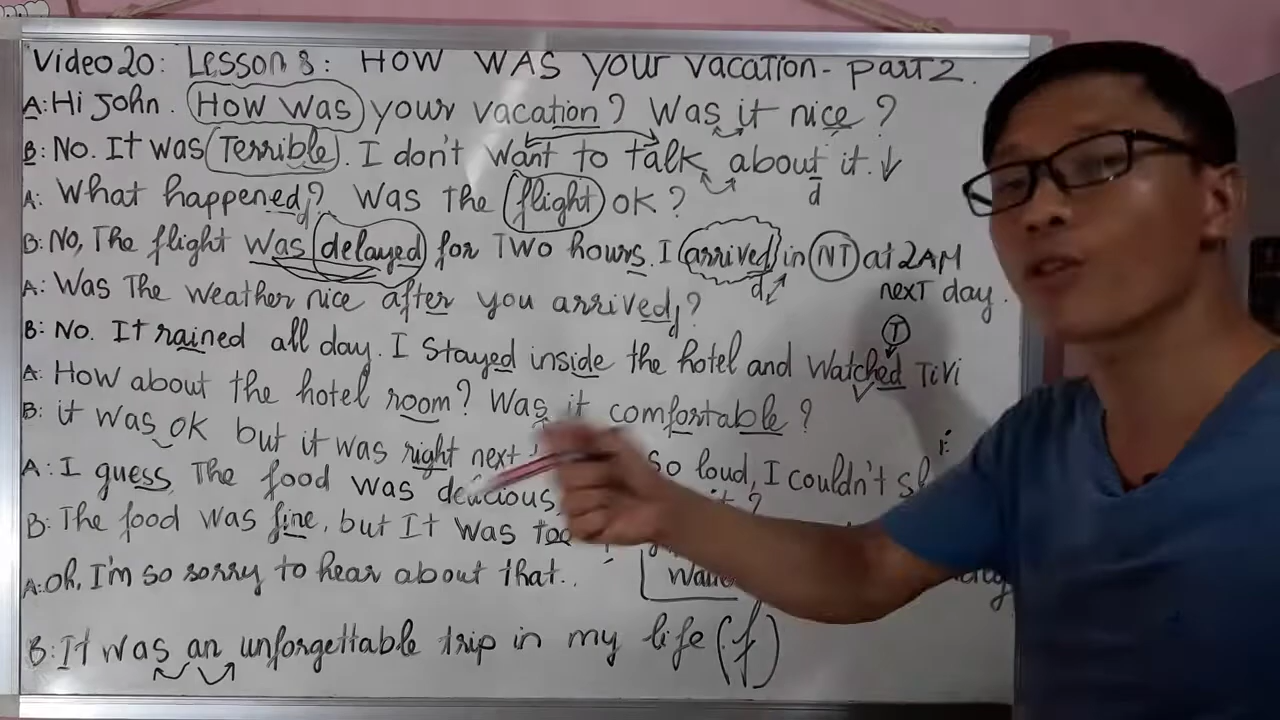 Video 20: Lesson 8: HOW WAS your vacation - part 2.
A: Hi John. How was your vacation? Was it nice?
B: No. It was Terrible. I don't want to talk about it. ↓
d
A: What happened? Was the flight OK?
d
B: No, The flight was delayed for Two hours. I arrived in NT at 2AM
d
next day.
A: Was The weather nice after you arrived?
d
T
B: No. It rained all day. I stayed inside the hotel and watched TiVi
A: How about the hotel room? Was it comfortable?
B: it was OK but it was right next so loud, I couldn't
A: I guess The food was delicious, it?
B: The food was fine, but It was too
A: Oh, I'm so sorry to hear about that..
B: It was an unforgettable trip in my life (f)